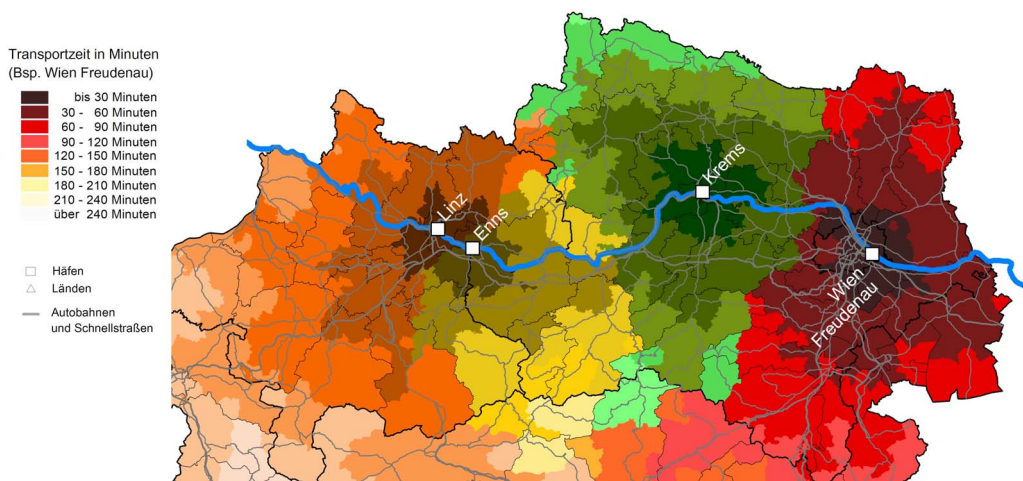 Transportzeit in Minuten
(Bsp. Wien Freudenau)
bis 30 Minuten
30 - 60 Minuten
60 - 90 Minuten
90 - 120 Minuten
120 - 150 Minuten
150 - 180 Minuten
180 - 210 Minuten
210 - 240 Minuten
über 240 Minuten
Häfen
Länden
Autobahnen
und Schnellstraßen
Linz
Enns
Krems
Wien
Freudenau